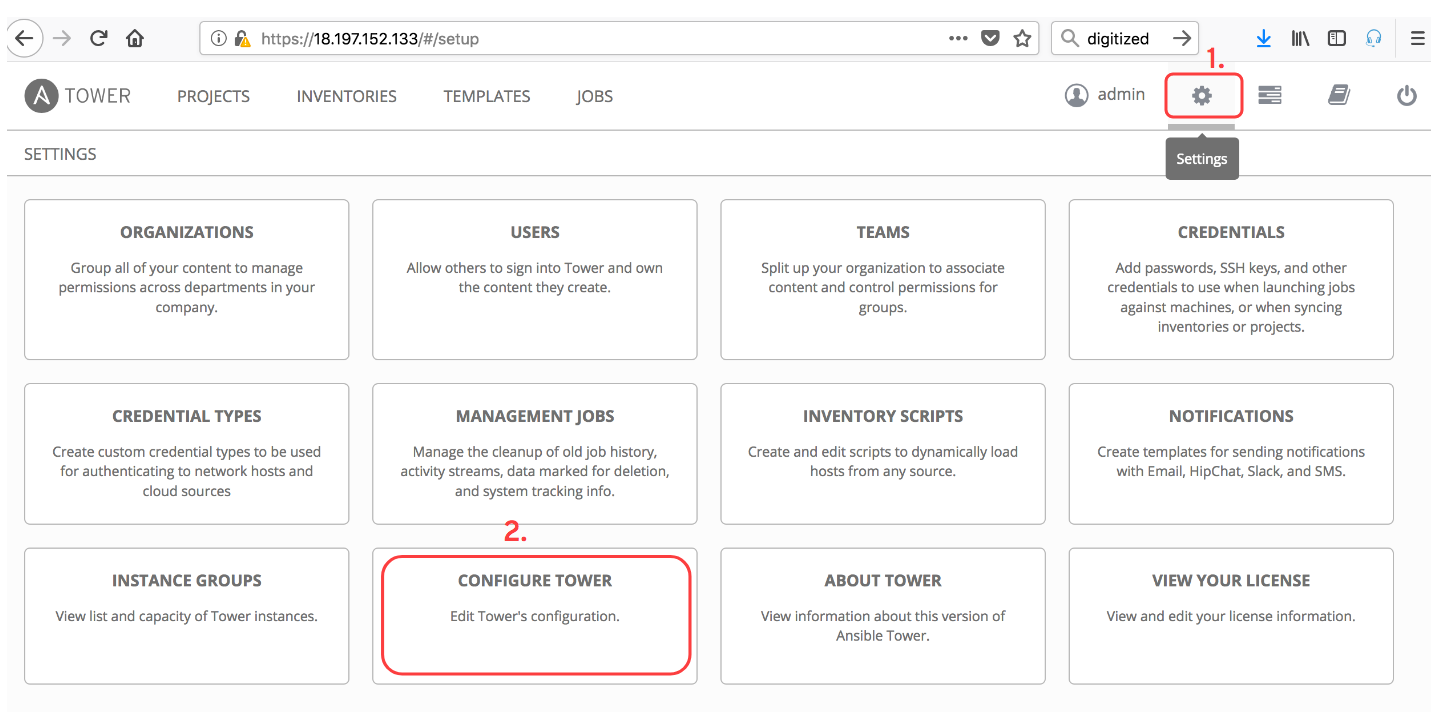 https://18.197.152.133/#/setup
digitized
1.
A TOWER PROJECTS INVENTORIES TEMPLATES JOBS admin
SETTINGS
Settings
ORGANIZATIONS
Group all of your content to manage
permissions across departments in your
company.
USERS
Allow others to sign into Tower and own
the content they create.
TEAMS
Split up your organization to associate
content and control permissions for
groups.
CREDENTIALS
Add passwords, SSH keys, and other
credentials to use when launching jobs
against machines, or when syncing
inventories or projects.
CREDENTIAL TYPES
Create custom credential types to be used
for authenticating to network hosts and
cloud sources
MANAGEMENT JOBS
Manage the cleanup of old job history,
activity streams, data marked for deletion,
and system tracking info.
INVENTORY SCRIPTS
Create and edit scripts to dynamically load
hosts from any source.
NOTIFICATIONS
Create templates for sending notifications
with Email, HipChat, Slack, and SMS.
INSTANCE GROUPS
View list and capacity of Tower instances.
2.
CONFIGURE TOWER
Edit Tower's configuration.
ABOUT TOWER
View information about this version of
Ansible Tower.
VIEW YOUR LICENSE
View and edit your license information.